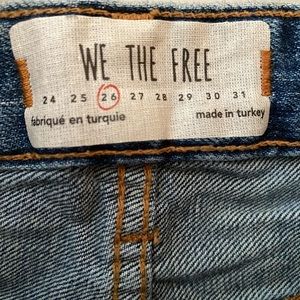 WE THE FREE
24 25 26 27 28 29 30 31
fabriqué en turquie made in turkey